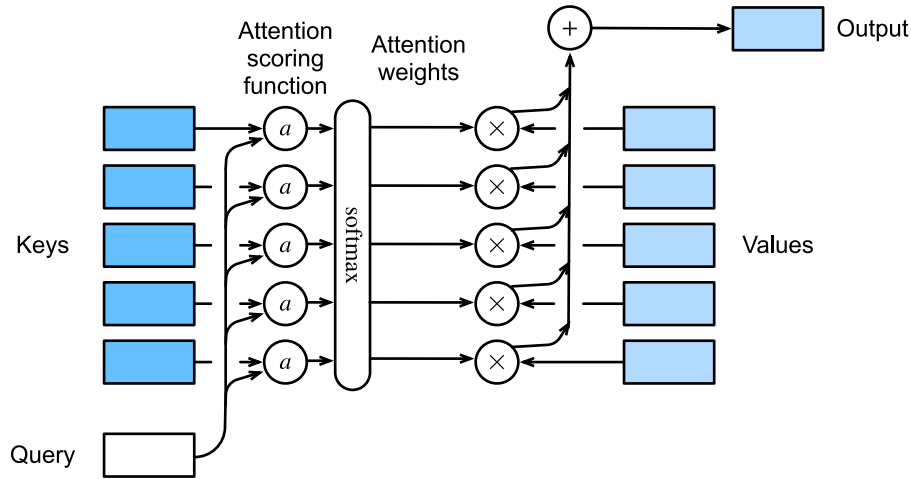 Attention
scoring
function
Attention
weights
+
Output
a
×
a
×
Keys
a
softmax
×
Values
a
×
a
×
Query